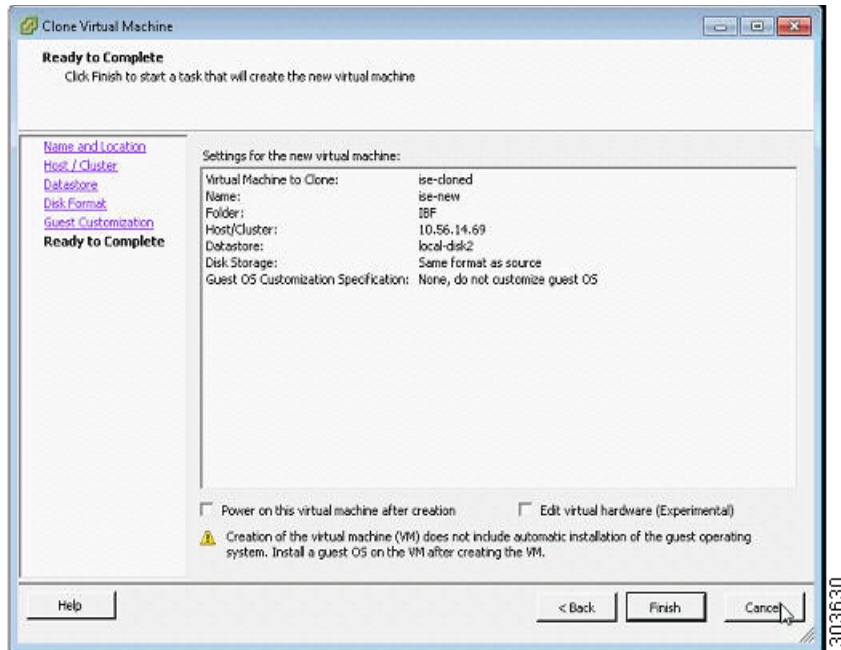 Clone Virtual Machine
Ready to Complete
Click Finish to start a task that will create the new virtual machine
Name and Location
Host / Cluster
Datastore
Disk Format
Guest Customization
Ready to Complete
Settings for the new virtual machine:
Virtual Machine to Clone: ise-cloned
Name: ise-new
Folder: IBF
Host/Cluster: 10.56.14.69
Datastore: local-disk2
Disk Storage: Same format as source
Guest OS Customization Specification: None, do not customize guest OS
Power on this virtual machine after creation
Edit virtual hardware (Experimental)
Creation of the virtual machine (VM) does not include automatic installation of the guest operating
system. Install a guest OS on the VM after creating the VM.
Help
< Back
Finish
Cancel
303630